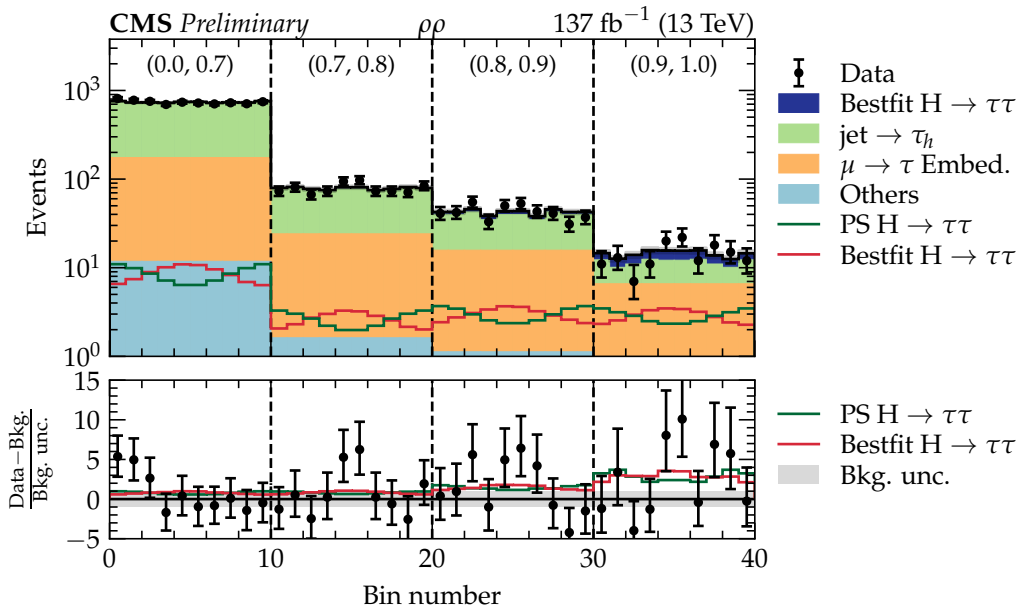 CMS Preliminary ρρ 137 fb⁻¹ (13 TeV)
(0.0, 0.7) (0.7, 0.8) (0.8, 0.9) (0.9, 1.0)
Events
10³
10²
10¹
10⁰
Data
Bestfit H → ττ
jet → τₕ
μ → τ Embed.
Others
PS H → ττ
Bestfit H → ττ
Data−Bkg.
Bkg. unc.
15
10
5
0
−5
PS H → ττ
Bestfit H → ττ
Bkg. unc.
0 10 20 30 40
Bin number